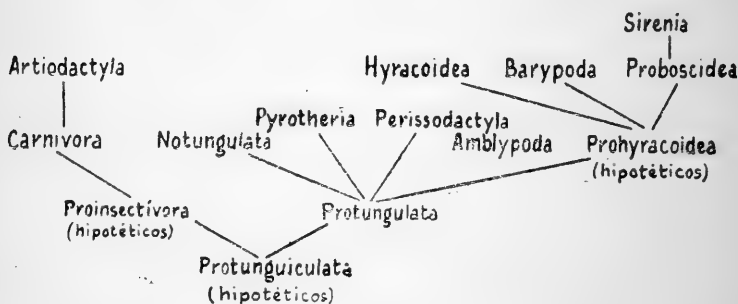 Sirenia
Artiodactyla Hyracoidea Barypoda Proboscidea
Pyrotheria Perissodactyla
Carnivora Notungulata Amblypoda Prohyracoidea
(hipotéticos)
Proinsectívora Protungulata
(hipotéticos)
Protunguiculata
(hipotéticos)